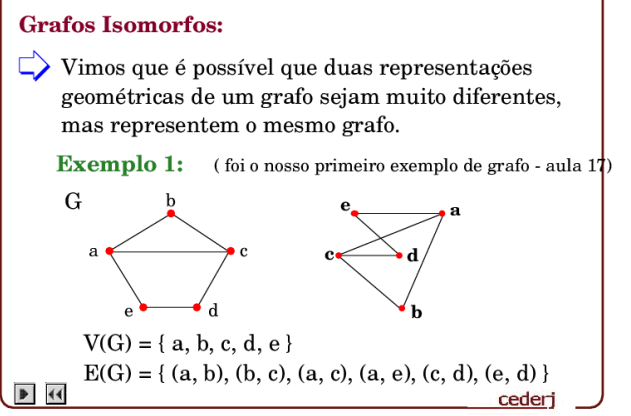 Grafos Isomorfos:
Vimos que é possível que duas representações
geométricas de um grafo sejam muito diferentes,
mas representem o mesmo grafo.
Exemplo 1: ( foi o nosso primeiro exemplo de grafo - aula 17)
G
b
a
c
e
d
e
a
c
d
b
V(G) = { a, b, c, d, e }
E(G) = { (a, b), (b, c), (a, c), (a, e), (c, d), (e, d) }
cederj